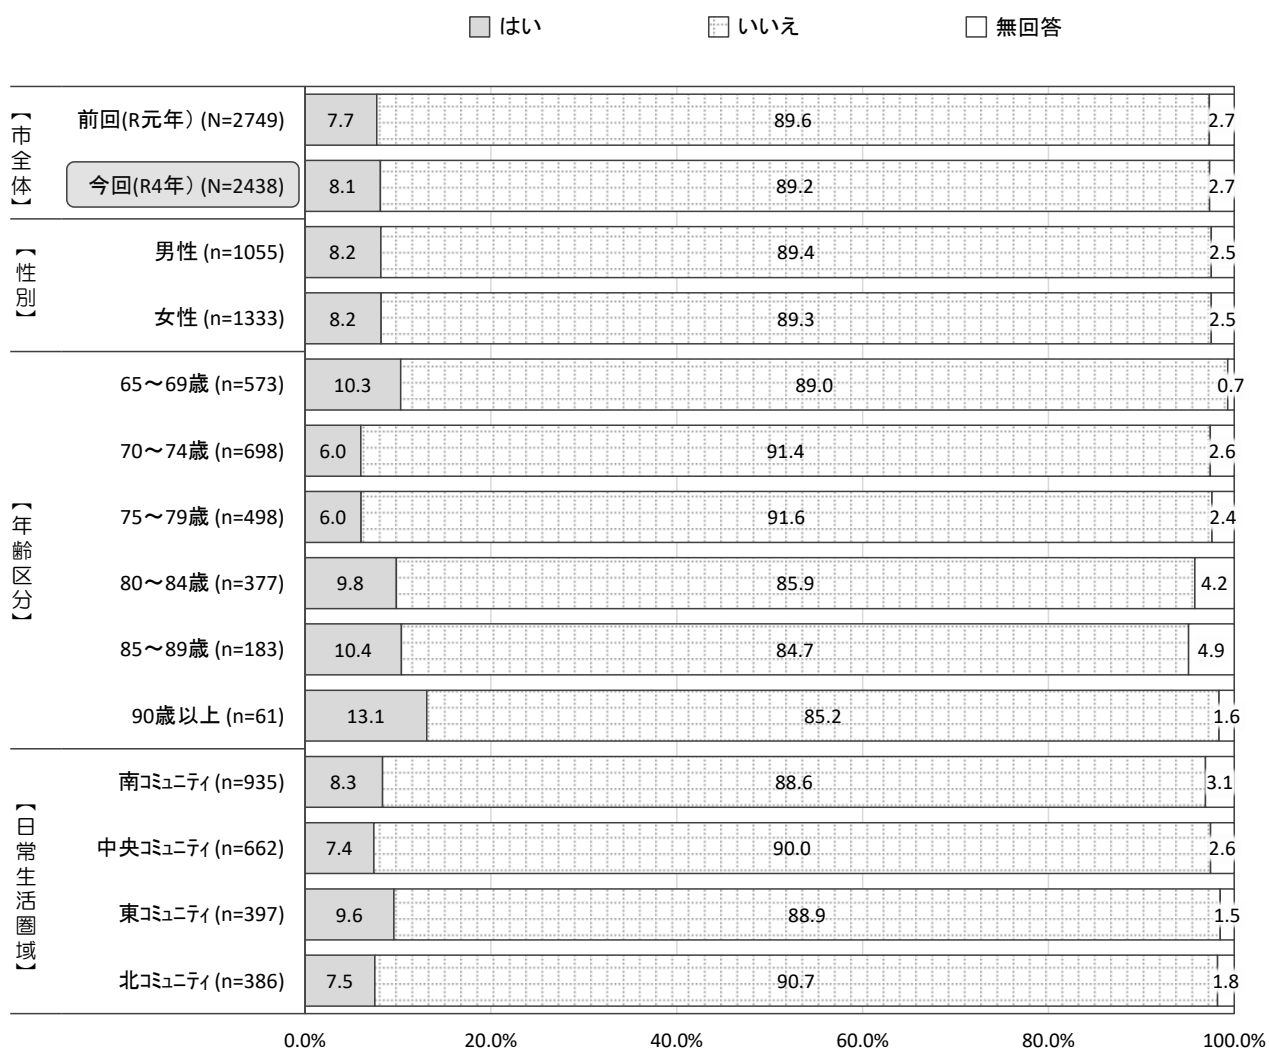 はい いいえ 無回答
【市全体】
前回(R元年）(N=2749) 7.7 89.6 2.7
今回(R4年）(N=2438) 8.1 89.2 2.7
【性別】
男性 (n=1055) 8.2 89.4 2.5
女性 (n=1333) 8.2 89.3 2.5
【年齢区分】
65～69歳 (n=573) 10.3 89.0 0.7
70～74歳 (n=698) 6.0 91.4 2.6
75～79歳 (n=498) 6.0 91.6 2.4
80～84歳 (n=377) 9.8 85.9 4.2
85～89歳 (n=183) 10.4 84.7 4.9
90歳以上 (n=61) 13.1 85.2 1.6
【日常生活圏域】
南ｺﾐｭﾆﾃｨ (n=935) 8.3 88.6 3.1
中央ｺﾐｭﾆﾃｨ (n=662) 7.4 90.0 2.6
東ｺﾐｭﾆﾃｨ (n=397) 9.6 88.9 1.5
北ｺﾐｭﾆﾃｨ (n=386) 7.5 90.7 1.8
0.0% 20.0% 40.0% 60.0% 80.0% 100.0%